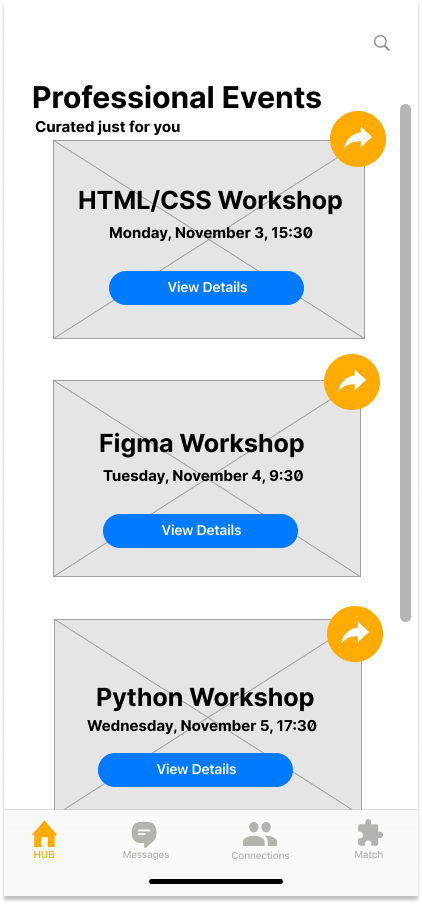 Professional Events
Curated just for you
HTML/CSS Workshop
Monday, November 3, 15:30
View Details
Figma Workshop
Tuesday, November 4, 9:30
View Details
Python Workshop
Wednesday, November 5, 17:30
View Details
HUB Messages Connections Match